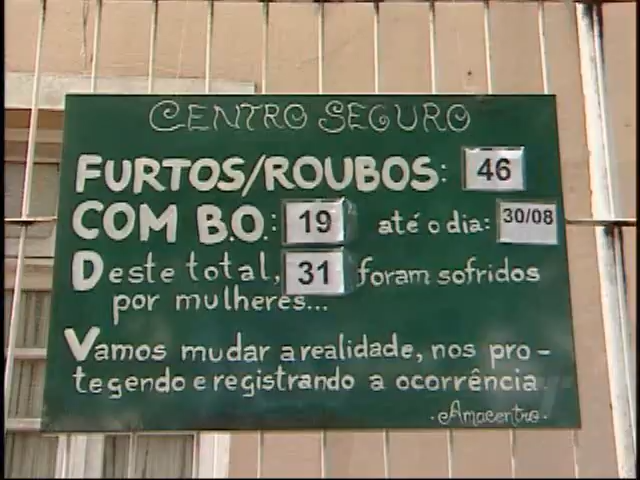 CENTRO SEGURO
FURTOS/ROUBOS: 46
COM B.O.: 19 até o dia: 30/08
Deste total, 31 foram sofridos
por mulheres...
Vamos mudar a realidade, nos pro-
tegendo e registrando a ocorrência
.Amacentro.